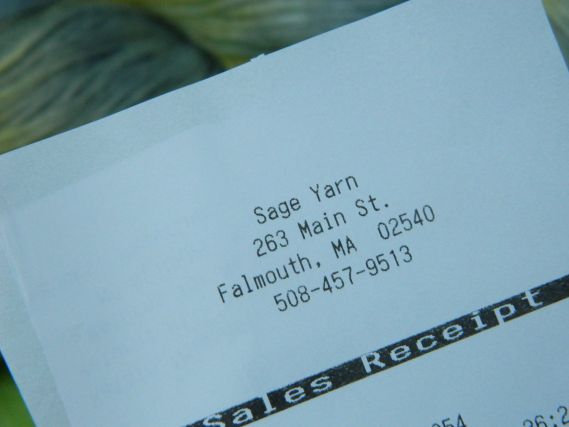 Sage Yarn
263 Main St.
Falmouth, MA 02540
508-457-9513
Sales Receipt